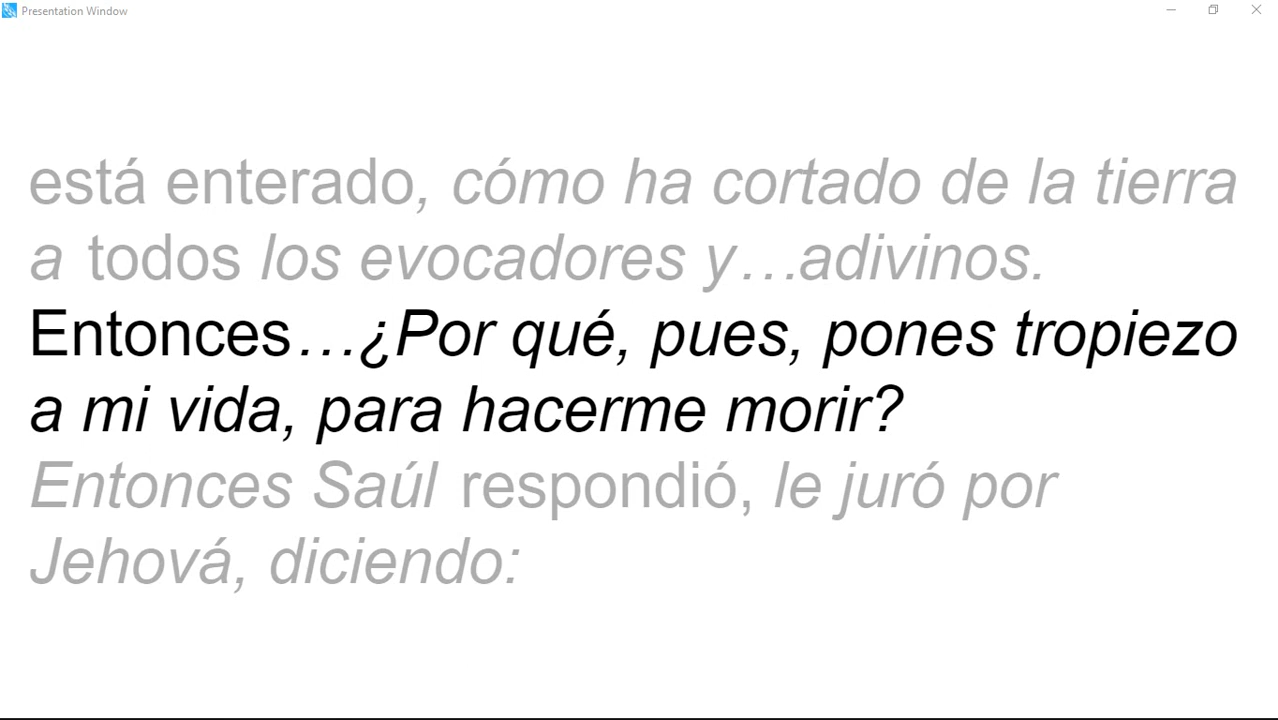 Presentation Window
está enterado, cómo ha cortado de la tierra
a todos los evocadores y…adivinos.
Entonces…¿Por qué, pues, pones tropiezo
a mi vida, para hacerme morir?
Entonces Saúl respondió, le juró por
Jehová, diciendo: